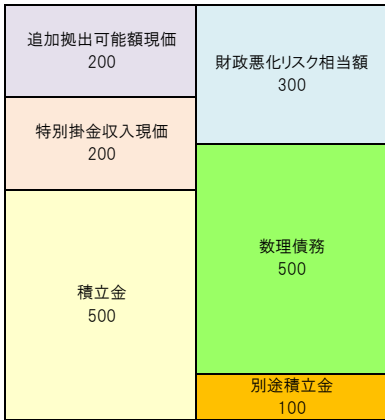 追加拠出可能額現価
200
特別掛金収入現価
200
積立金
500
財政悪化リスク相当額
300
数理債務
500
別途積立金
100